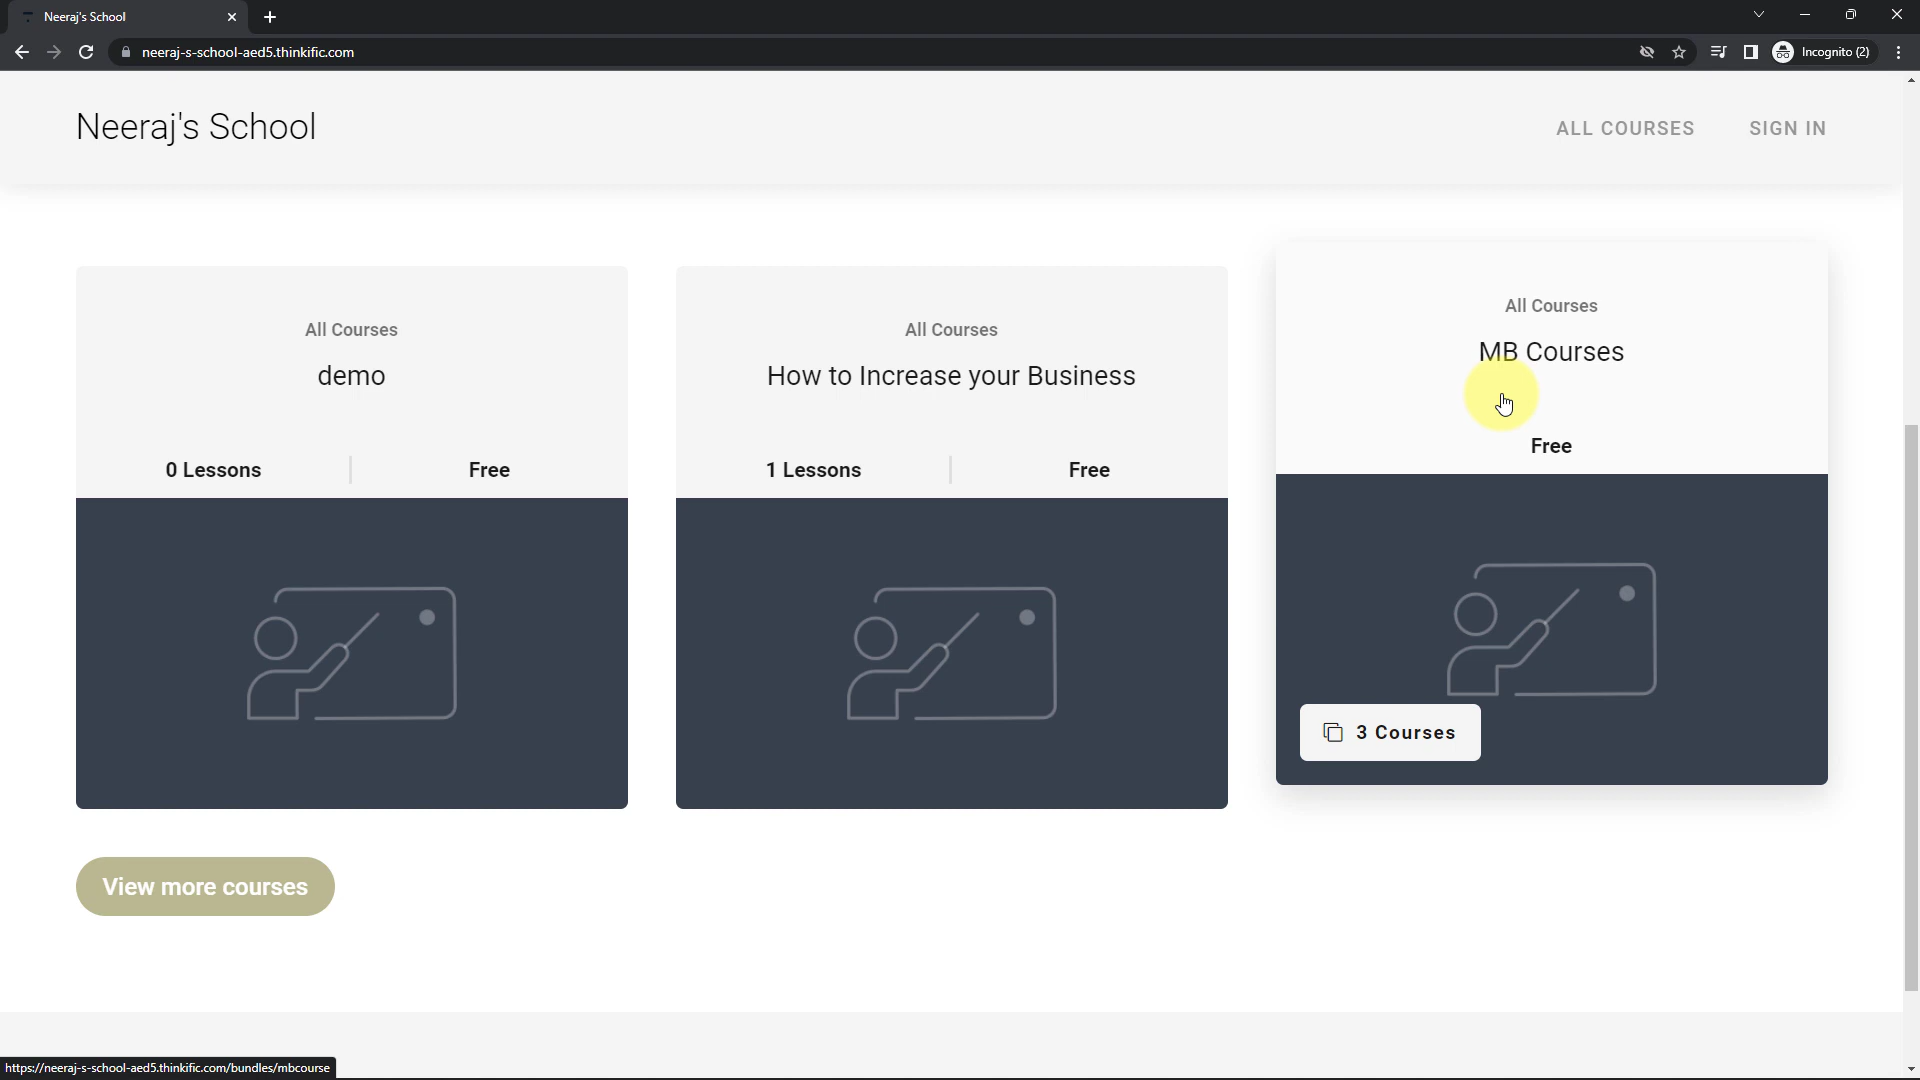 Neeraj's School
neeraj-s-school-aed5.thinkific.com
Incognito (2)
Neeraj's School
ALL COURSES
SIGN IN
All Courses
demo
0 Lessons
Free
All Courses
How to Increase your Business
1 Lessons
Free
All Courses
MB Courses
Free
3 Courses
View more courses
https://neeraj-s-school-aed5.thinkific.com/bundles/mbcourse